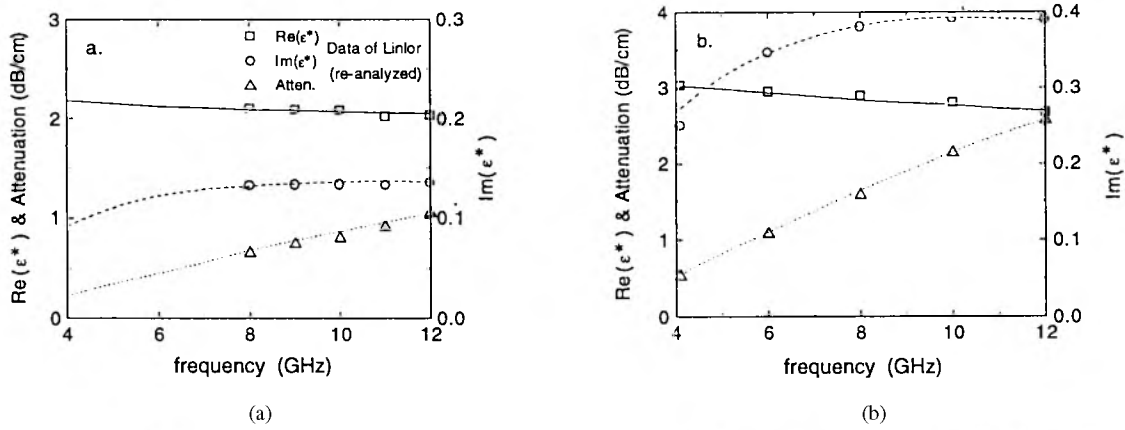 a.
Re(ε*)
Im(ε*)
Atten.
Data of Linlor
(re-analyzed)
3
2
1
0
0.3
0.2
0.1
0.0
4
6
8
10
12
Re(ε*) & Attenuation (dB/cm)
Im(ε*)
frequency (GHz)
(a)
b.
4
3
2
1
0
0.4
0.3
0.2
0.1
0.0
4
6
8
10
12
Re(ε*) & Attenuation (dB/cm)
Im(ε*)
frequency (GHz)
(b)